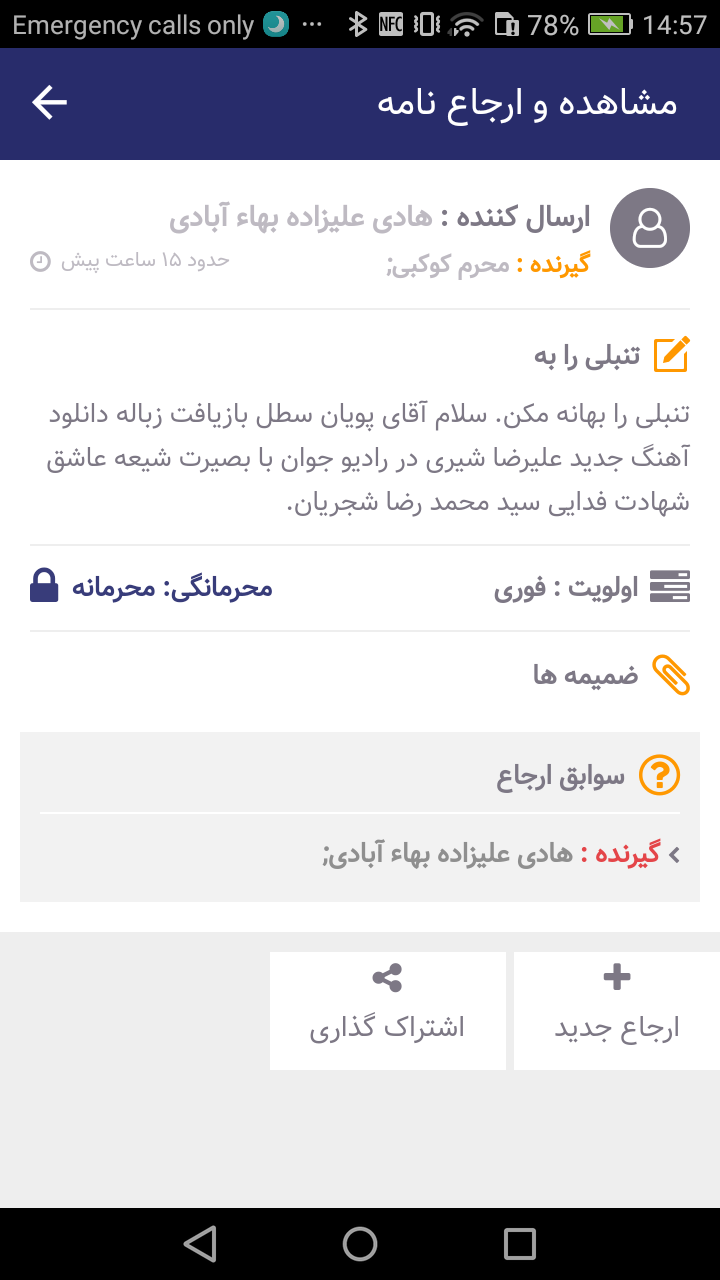 Emergency calls only ... NFC 78% 14:57
مشاهده و ارجاع نامه
ارسال کننده : هادی علیزاده بهاء آبادی
گیرنده : محرم کوکبی;
حدود ۱۵ ساعت پیش
تنبلی را به
تنبلی را بهانه مکن. سلام آقای پویان سطل بازیافت زباله دانلود
آهنگ جدید علیرضا شیری در رادیو جوان با بصیرت شیعه عاشق
شهادت فدایی سید محمد رضا شجریان.
اولویت : فوری
محرمانگی: محرمانه
ضمیمه ها
سوابق ارجاع
گیرنده : هادی علیزاده بهاء آبادی;
ارجاع جدید
اشتراک گذاری